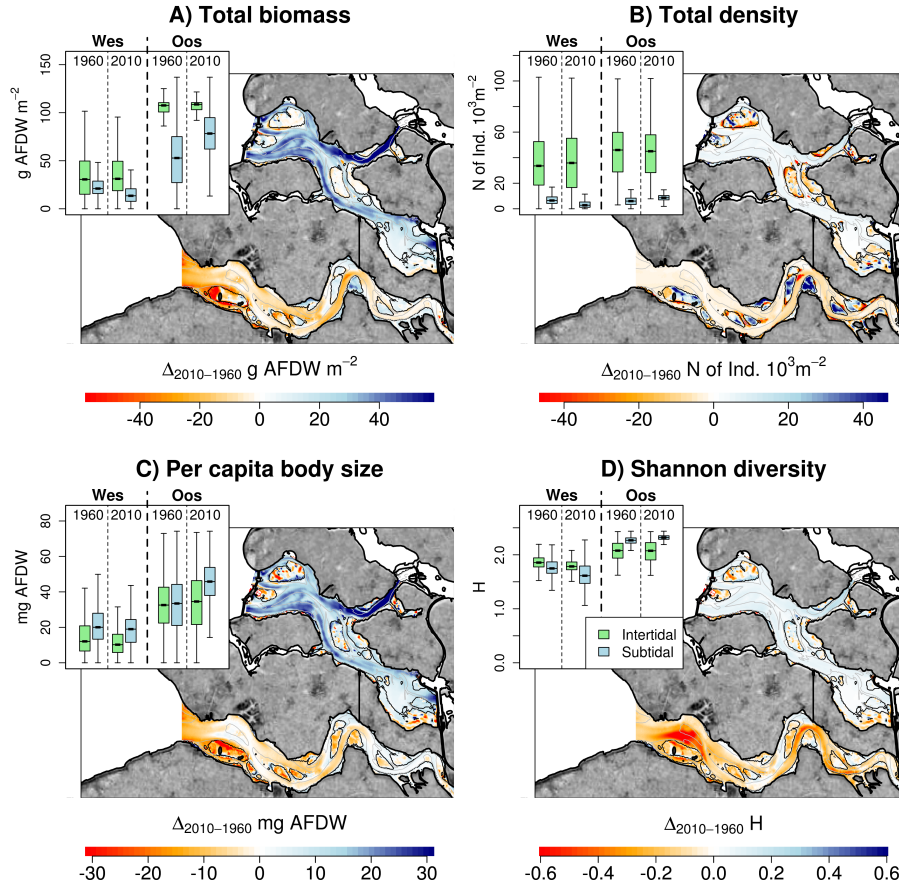 A) Total biomass
Wes Oos
1960 2010 1960 2010
g AFDW m−2
0 50 100 150
Δ2010−1960 g AFDW m−2
-40 -20 0 20 40
B) Total density
Wes Oos
1960 2010 1960 2010
N of Ind. 10³m−2
0 20 60 100
Δ2010−1960 N of Ind. 10³m−2
-40 -20 0 20 40
C) Per capita body size
Wes Oos
1960 2010 1960 2010
mg AFDW
0 20 40 60 80
Δ2010−1960 mg AFDW
-30 -20 -10 0 10 20 30
D) Shannon diversity
Wes Oos
1960 2010 1960 2010
H
0.0 1.0 2.0
Intertidal
Subtidal
Δ2010−1960 H
-0.6 -0.4 -0.2 0.0 0.2 0.4 0.6